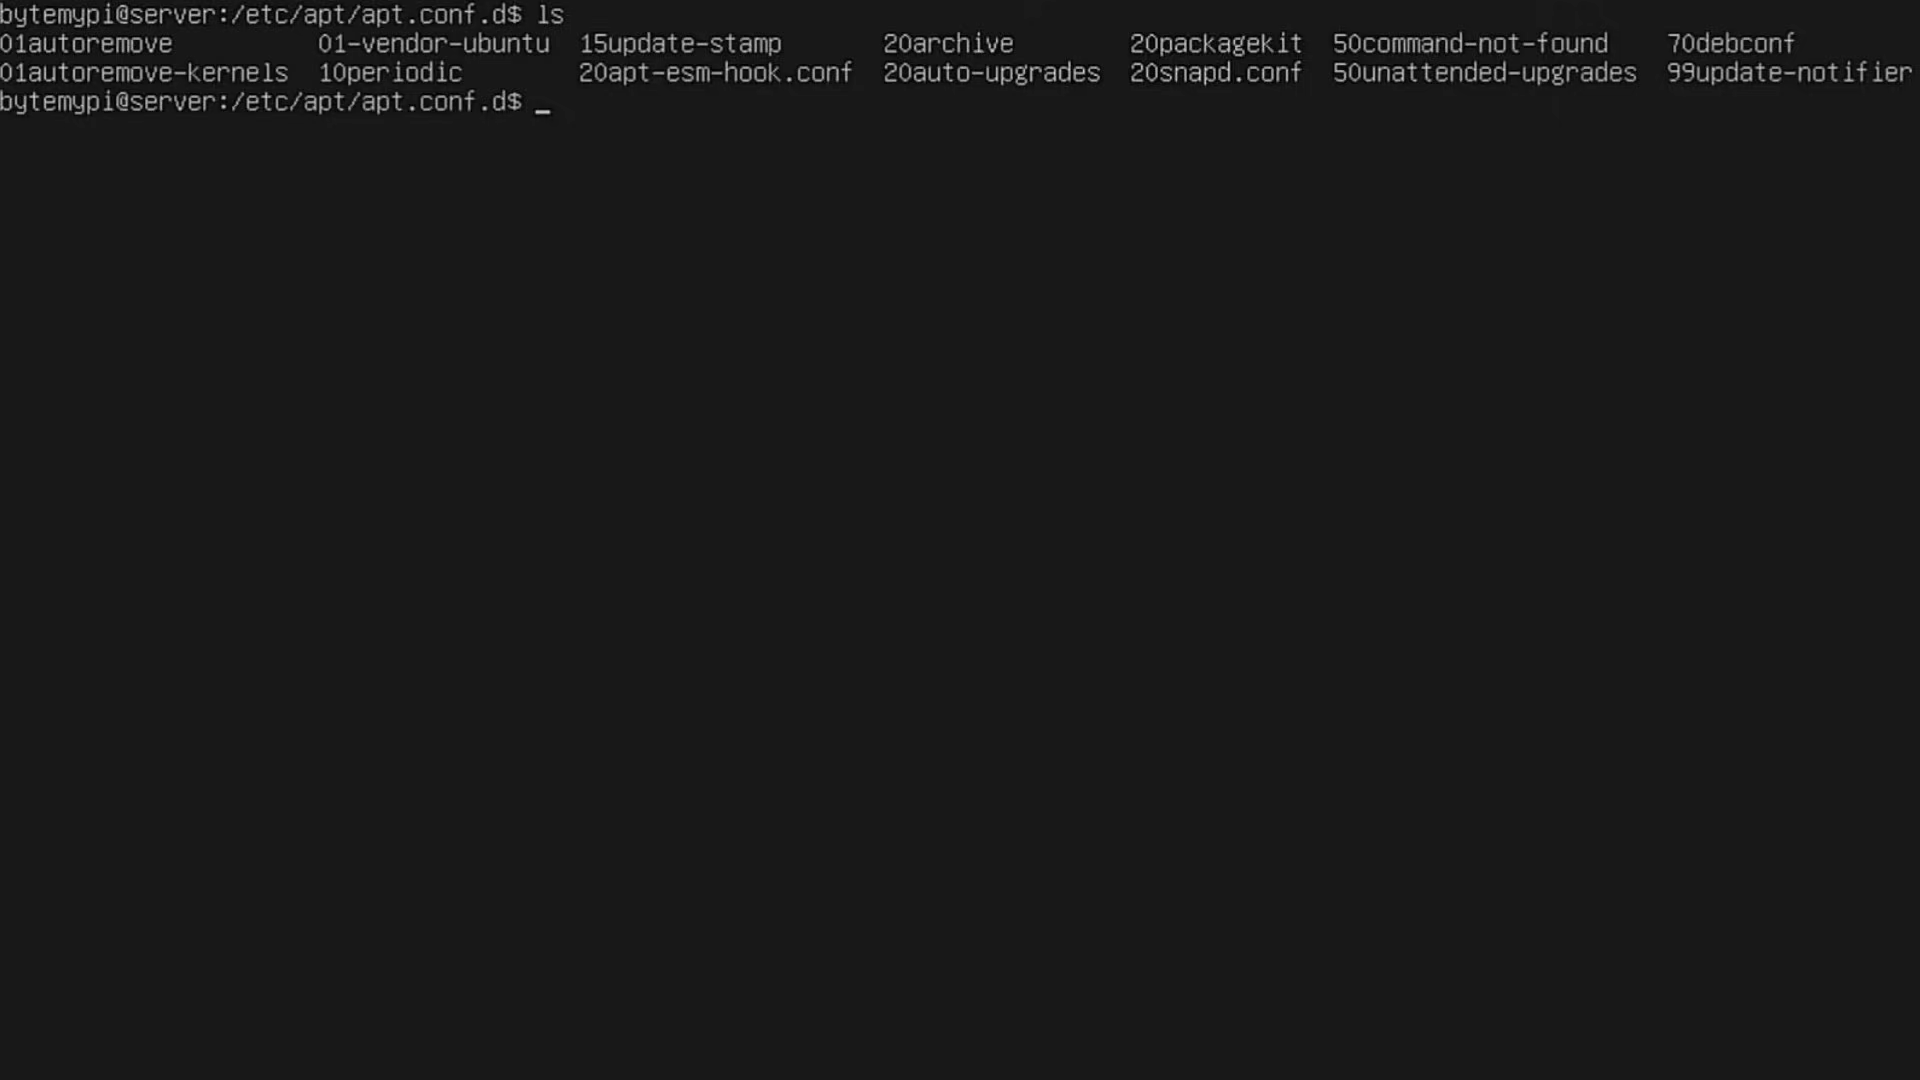 bytemypi@server:/etc/apt/apt.conf.d$ ls
01autoremove 01-vendor-ubuntu 15update-stamp 20archive 20packagekit 50command-not-found 70debconf
01autoremove-kernels 10periodic 20apt-esm-hook.conf 20auto-upgrades 20snapd.conf 50unattended-upgrades 99update-notifier
bytemypi@server:/etc/apt/apt.conf.d$ _